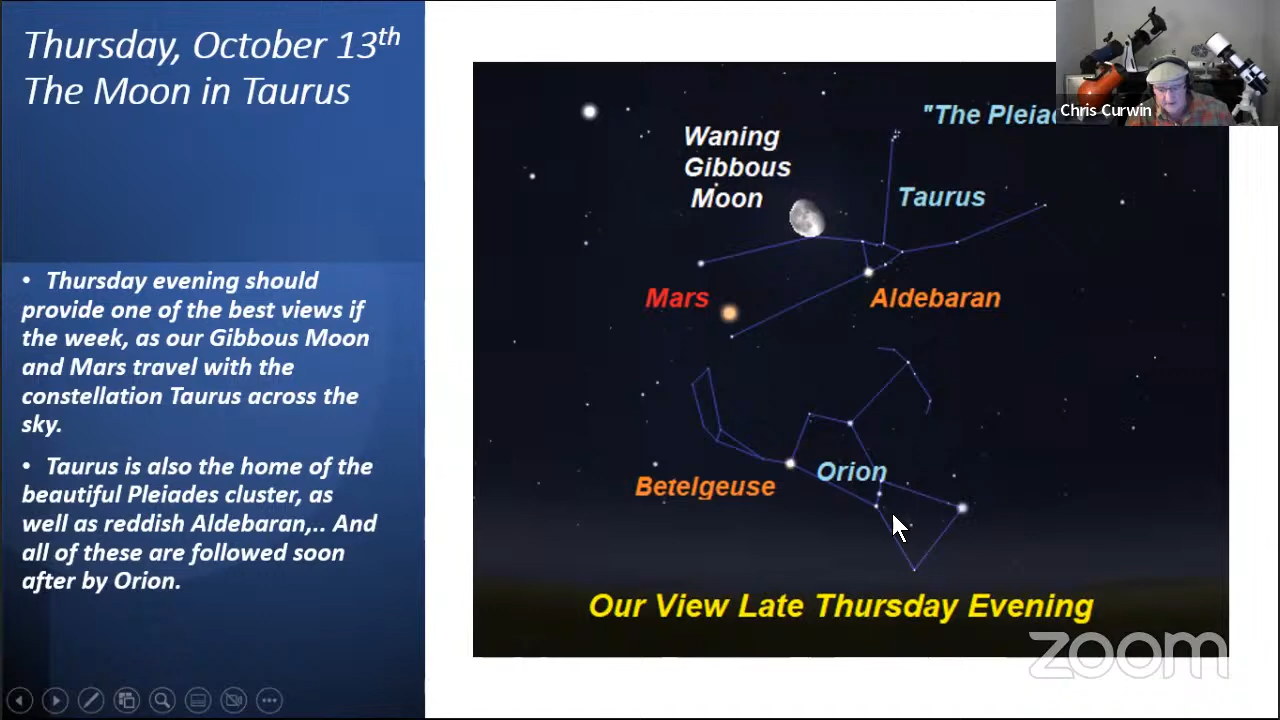 Thursday, October 13th
The Moon in Taurus
• Thursday evening should
provide one of the best views if
the week, as our Gibbous Moon
and Mars travel with the
constellation Taurus across the
sky.
• Taurus is also the home of the
beautiful Pleiades cluster, as
well as reddish Aldebaran,.. And
all of these are followed soon
after by Orion.
Chris Curwin
"The Pleiad
Waning
Gibbous
Moon
Taurus
Mars
Aldebaran
Orion
Betelgeuse
Our View Late Thursday Evening
zoom